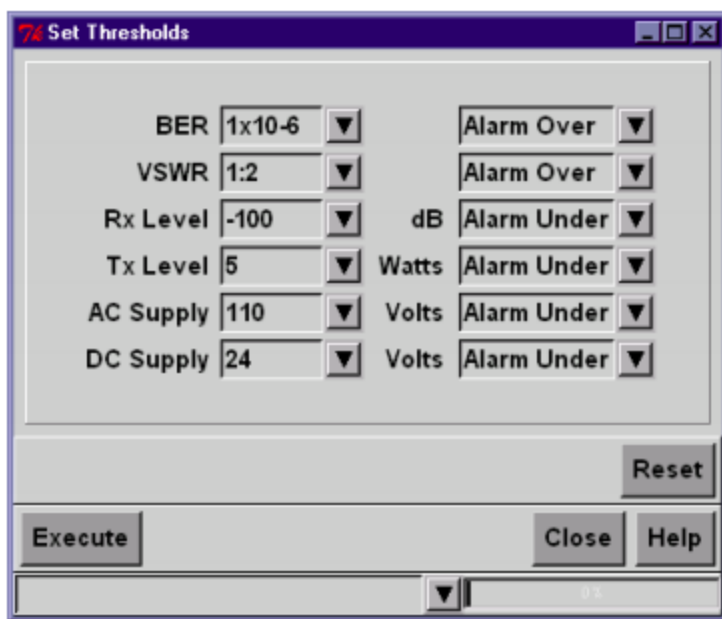 Set Thresholds
BER 1x10-6 Alarm Over
VSWR 1:2 Alarm Over
Rx Level -100 dB Alarm Under
Tx Level 5 Watts Alarm Under
AC Supply 110 Volts Alarm Under
DC Supply 24 Volts Alarm Under
Reset
Execute Close Help
0%